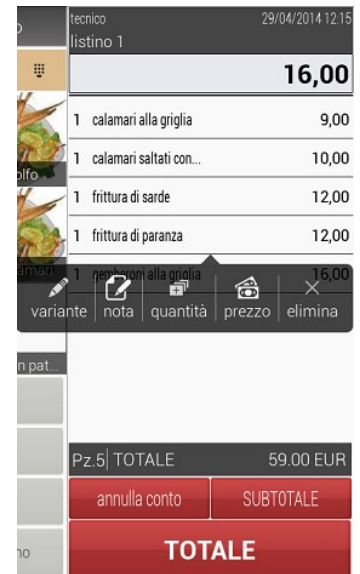 tecnico 29/04/2014 12:15
listino 1
16,00
1 calamari alla griglia 9,00
1 calamari saltati con... 10,00
1 frittura di sarde 12,00
1 frittura di paranza 12,00
1 gemberoni alla griglia 16,00
variante nota quantità prezzo elimina
n pat...
Pz.5 TOTALE 59.00 EUR
annulla conto SUBTOTALE
TOTALE